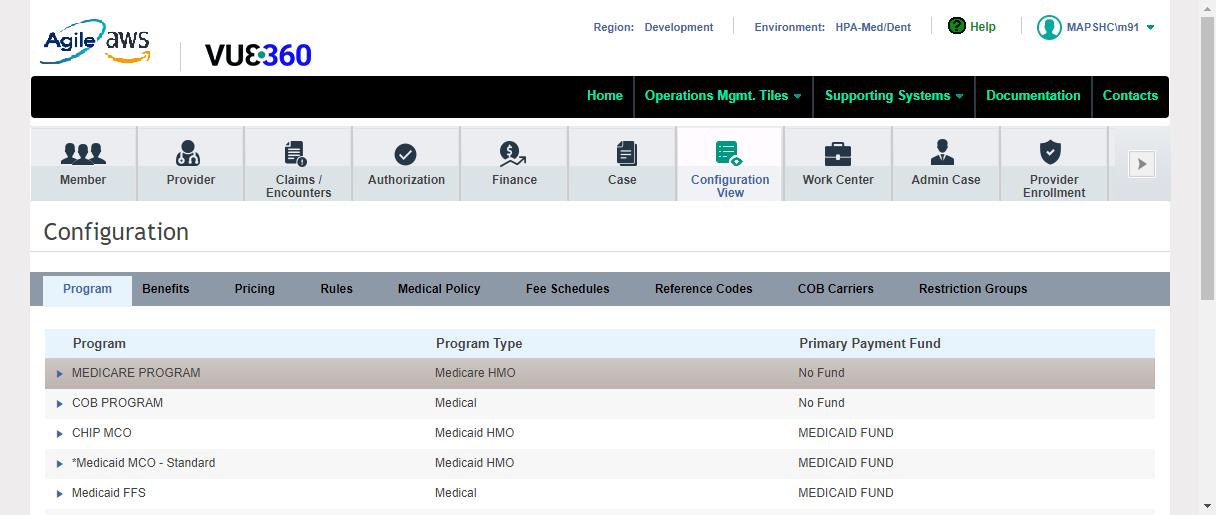 Agile aws VUE360
Region: Development Environment: HPA-Med/Dent ? Help MAPSHC\m91
Home Operations Mgmt. Tiles Supporting Systems Documentation Contacts
Member Provider Claims / Encounters Authorization Finance Case Configuration View Work Center Admin Case Provider Enrollment
Configuration
Program Benefits Pricing Rules Medical Policy Fee Schedules Reference Codes COB Carriers Restriction Groups
Program Program Type Primary Payment Fund
MEDICARE PROGRAM Medicare HMO No Fund
COB PROGRAM Medical No Fund
CHIP MCO Medicaid HMO MEDICAID FUND
*Medicaid MCO - Standard Medicaid HMO MEDICAID FUND
Medicaid FFS Medical MEDICAID FUND